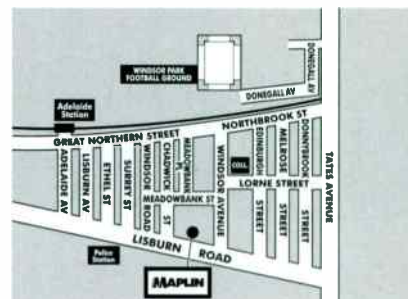 WINDSOR PARK
FOOTBALL GROUND
DONEGALL AV
DONEGALL AV
Adelaide
Station
NORTHBROOK ST
GREAT NORTHERN STREET
ADELAIDE AV
LISBURN AV
ETHEL ST
SURREY ST
WINDSOR
ROAD
CHADWICK
ST
MEADOWBANK
PL
MEADOWBANK ST
WINDSOR AVENUE
COLL.
EDINBURGH
STREET
MELROSE
STREET
DONNYBROOK
STREET
LORNE STREET
TATES AVENUE
LISBURN ROAD
Police
Station
MAPLIN